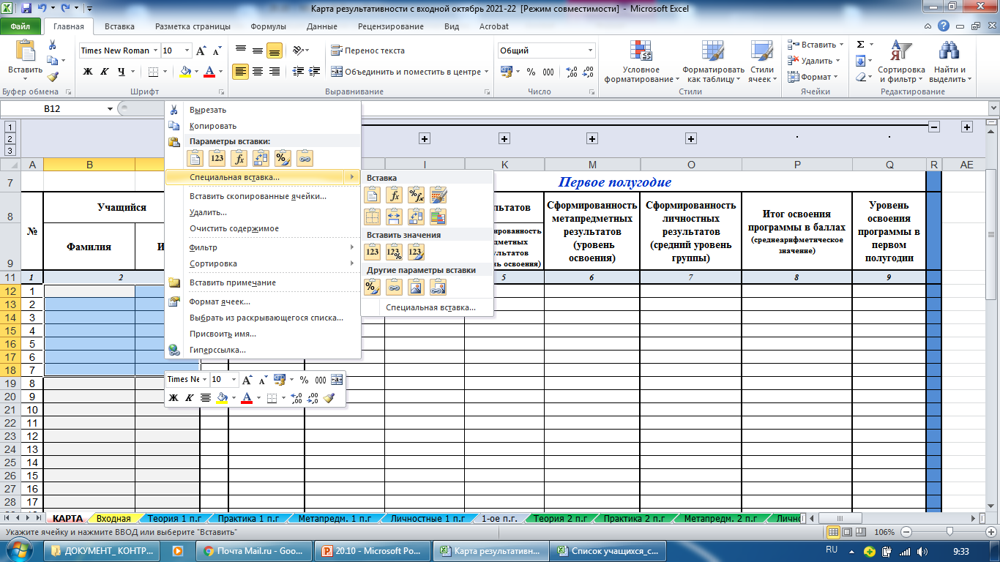 Карта результативности с входной октябрь 2021-22 [Режим совместимости] - Microsoft Excel
Файл Главная Вставка Разметка страницы Формулы Данные Рецензирование Вид Acrobat
Вставить
Буфер обмена
Times New Roman 10
Ж К Ч
Шрифт
Перенос текста
Объединить и поместить в центре
Выравнивание
Общий
% 000
Число
Условное форматирование
Форматировать как таблицу
Стили ячеек
Стили
Вставить
Удалить
Формат
Ячейки
Сортировка и фильтр
Найти и выделить
Редактирование
B12
Вырезать
Копировать
Параметры вставки:
Специальная вставка...
Вставить скопированные ячейки...
Удалить...
Очистить содержимое
Фильтр
Сортировка
Вставить примечание
Формат ячеек...
Выбрать из раскрывающегося списка...
Присвоить имя...
Гиперссылка...
Вставка
Вставить значения
Другие параметры вставки
Специальная вставка...
Times Ne 10 % 000
Ж К
1
2
3
A B I K M O P Q R AE
7 Первое полугодие
8
9
№
Учащийся
Фамилия
И
льтатов
ированность
дметных
ультатов
нь освоения)
Сформированность
метапредметных
результатов
(уровень
освоения)
Сформированность
личностных
результатов
(средний уровень
группы)
Итог освоения
программы в баллах
(среднеарифметическое
значение)
Уровень
освоения
программы в
первом
полугодии
11 1 2 5 6 7 8 9
12 1
13 2
14 3
15 4
16 5
17 6
18 7
19 8
20 9
21 10
22 11
23 12
24 13
25 14
26 15
27 16
28 17
КАРТА Входная Теория 1 п.г Практика 1 п.г Метапредм. 1 п.г Личностные 1 п.г 1-ое п.г. Теория 2 п.г Практика 2 п.г Метапредм. 2 п.г Личн
Укажите ячейку и нажмите ВВОД или выберите "Вставить"
106%
ДОКУМЕНТ_ КОНТР...
Почта Mail.ru - Goo...
20.10 - Microsoft Po...
Карта результативн...
Список учащихся_с...
RU
9:33